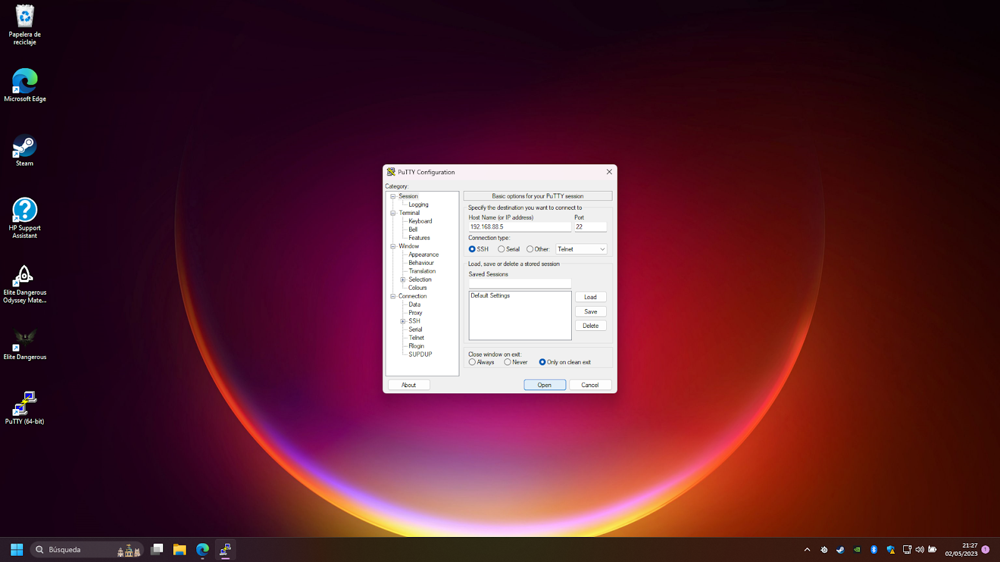 Papelera de
reciclaje
Microsoft Edge
Steam
HP Support
Assistant
Elite Dangerous
Odyssey Mate...
Elite Dangerous
PuTTY (64-bit)
PuTTY Configuration
Category:
Session
Logging
Terminal
Keyboard
Bell
Features
Window
Appearance
Behaviour
Translation
Selection
Colours
Connection
Data
Proxy
SSH
Serial
Telnet
Rlogin
SUPDUP
Basic options for your PuTTY session
Specify the destination you want to connect to
Host Name (or IP address) Port
192.168.88.5 22
Connection type:
SSH Serial Other: Telnet
Load, save or delete a stored session
Saved Sessions
Default Settings
Load
Save
Delete
Close window on exit:
Always Never Only on clean exit
About Open Cancel
Búsqueda
21:27
02/05/2023
1